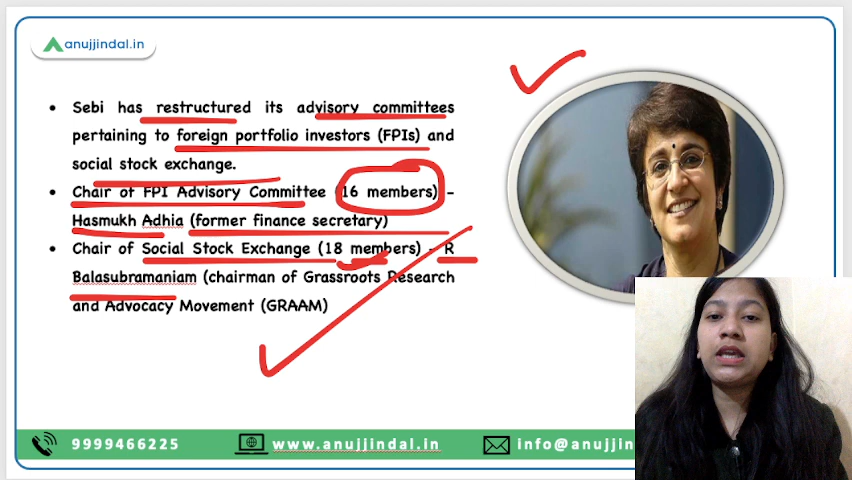 anujjindal.in
Sebi has restructured its advisory committees
pertaining to foreign portfolio investors (FPIs) and
social stock exchange.
Chair of FPI Advisory Committee (16 members) –
Hasmukh Adhia (former finance secretary)
Chair of Social Stock Exchange (18 members) – R
Balasubramaniam (chairman of Grassroots Research
and Advocacy Movement (GRAAM)
9999466225
www.anujjindal.in
info@anujjin